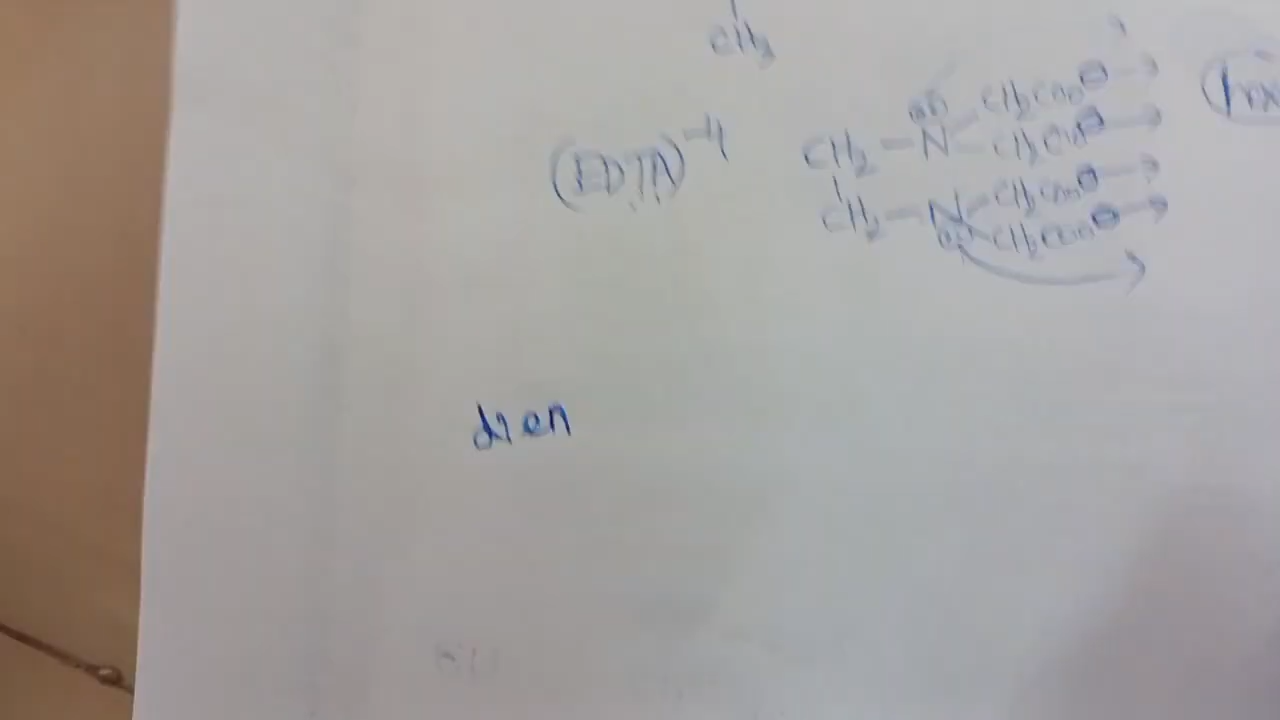 CH2
(EDTA)-4
CH2-N-CH2COO⊖→
CH2COO⊖→
CH2-N-CH2COO⊖→
CH2COO⊖→
dien